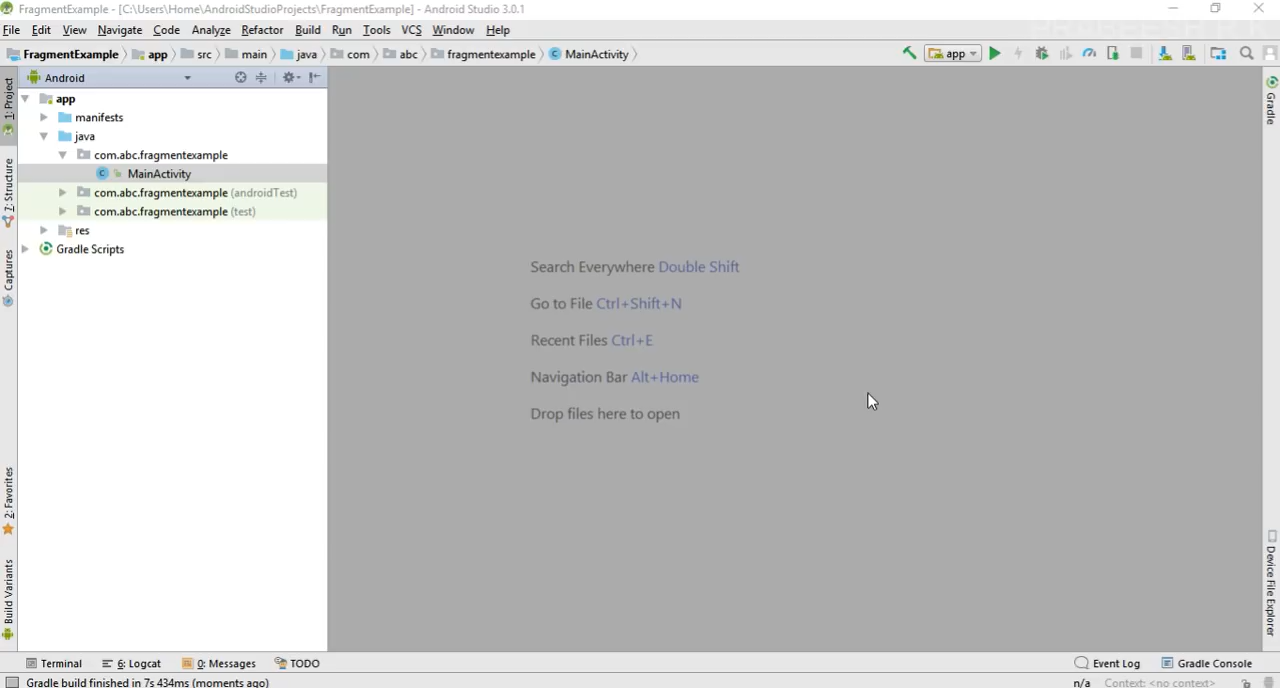 FragmentExample - [C:\Users\Home\AndroidStudioProjects\FragmentExample] - Android Studio 3.0.1
File Edit View Navigate Code Analyze Refactor Build Run Tools VCS Window Help
FragmentExample app src main java com abc fragmentexample MainActivity app
1: Project
Android
app
manifests
java
com.abc.fragmentexample
MainActivity
com.abc.fragmentexample (androidTest)
com.abc.fragmentexample (test)
res
Gradle Scripts
Z: Structure
Captures
2: Favorites
Build Variants
Search Everywhere Double Shift
Go to File Ctrl+Shift+N
Recent Files Ctrl+E
Navigation Bar Alt+Home
Drop files here to open
Gradle
Device File Explorer
Terminal 6: Logcat 0: Messages TODO Event Log Gradle Console
Gradle build finished in 7s 434ms (moments ago) n/a Context: <no context>